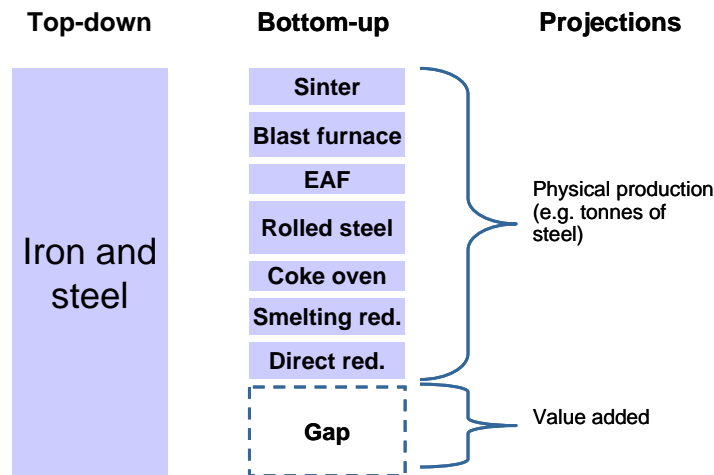 Top-down
Bottom-up
Projections
Iron and
steel
Sinter
Blast furnace
EAF
Rolled steel
Coke oven
Smelting red.
Direct red.
Gap
Physical production
(e.g. tonnes of
steel)
Value added